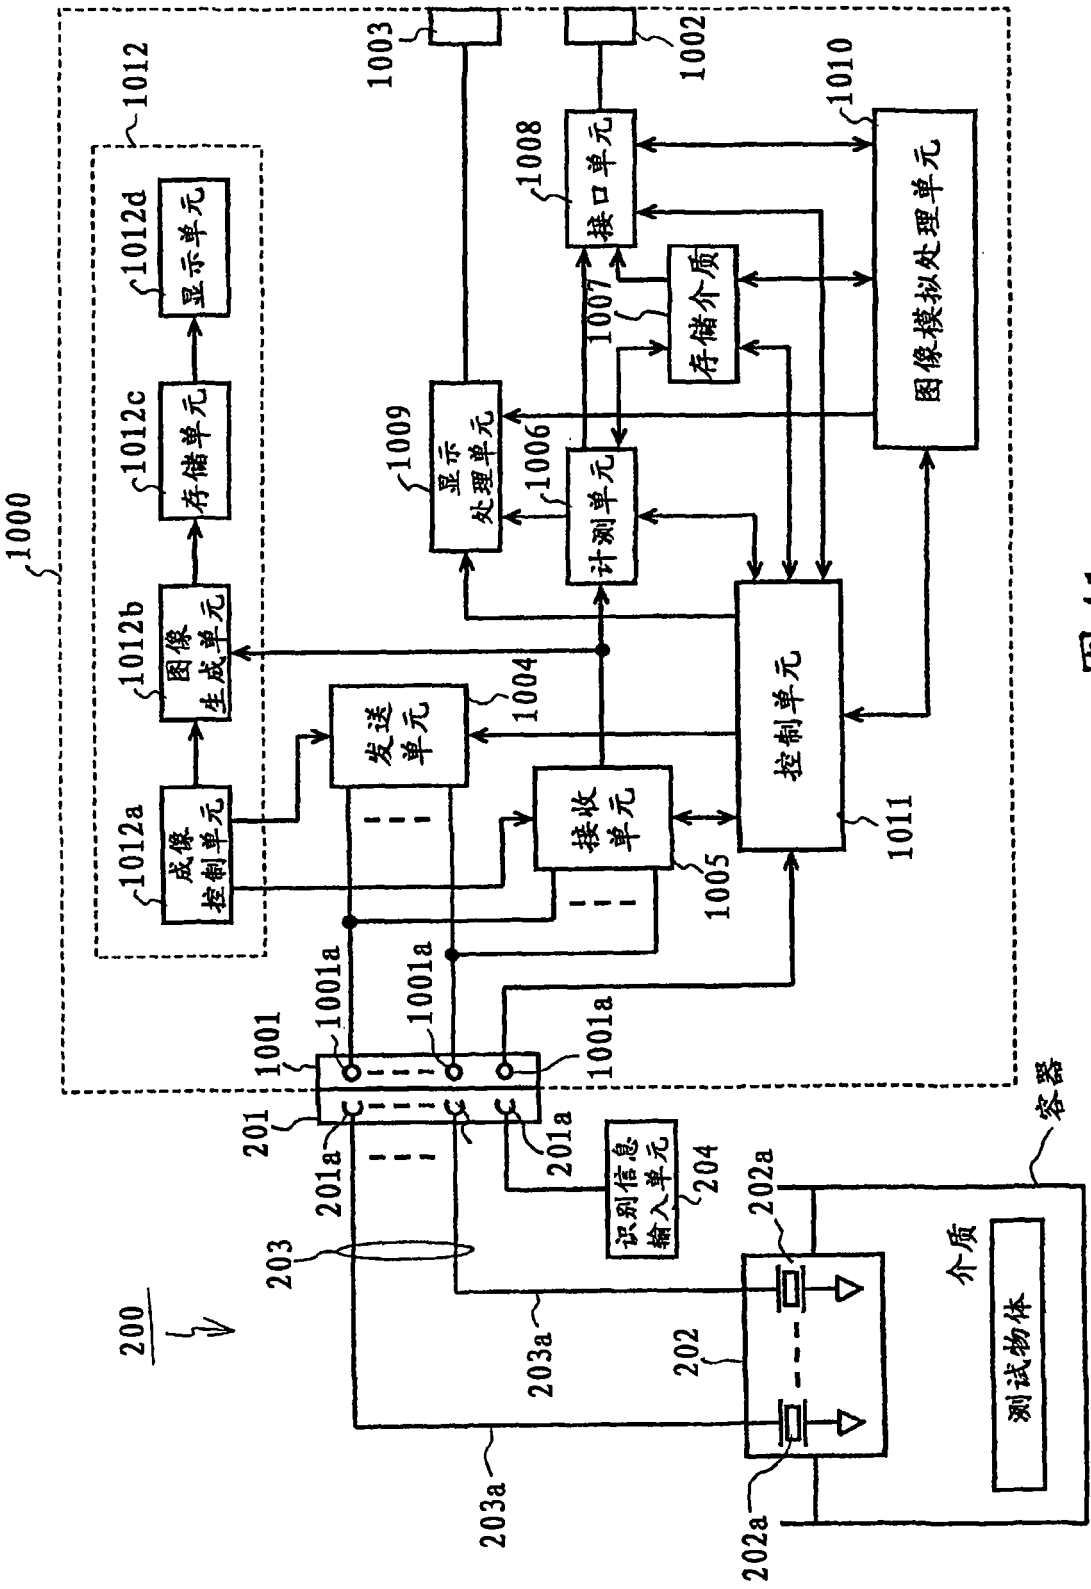 200
1000
1012
1012a
成像
控制单元
1012b
图像
生成单元
1012c
存储单元
1012d
显示单元
203
201
1001
201a
1001a
1001a
201a
1001a
发送
单元
1004
1009
显示
处理单元
1003
203a
203a
识别信息
输入单元
204
接收
单元
1005
1006
计测单元
1008
接口单元
1002
1007
存储介质
202
202a
202a
控制单元
1011
1010
图像模拟处理单元
介质
测试物体
容器